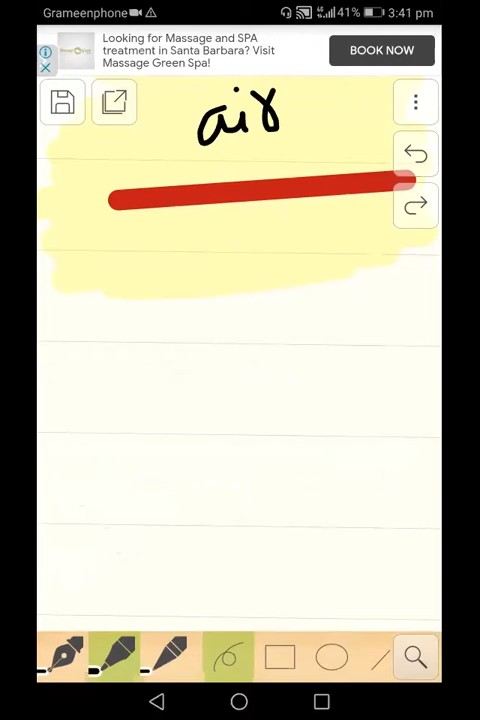 Grameenphone 41% 3:41 pm
Looking for Massage and SPA
treatment in Santa Barbara? Visit
Massage Green Spa!
BOOK NOW
air